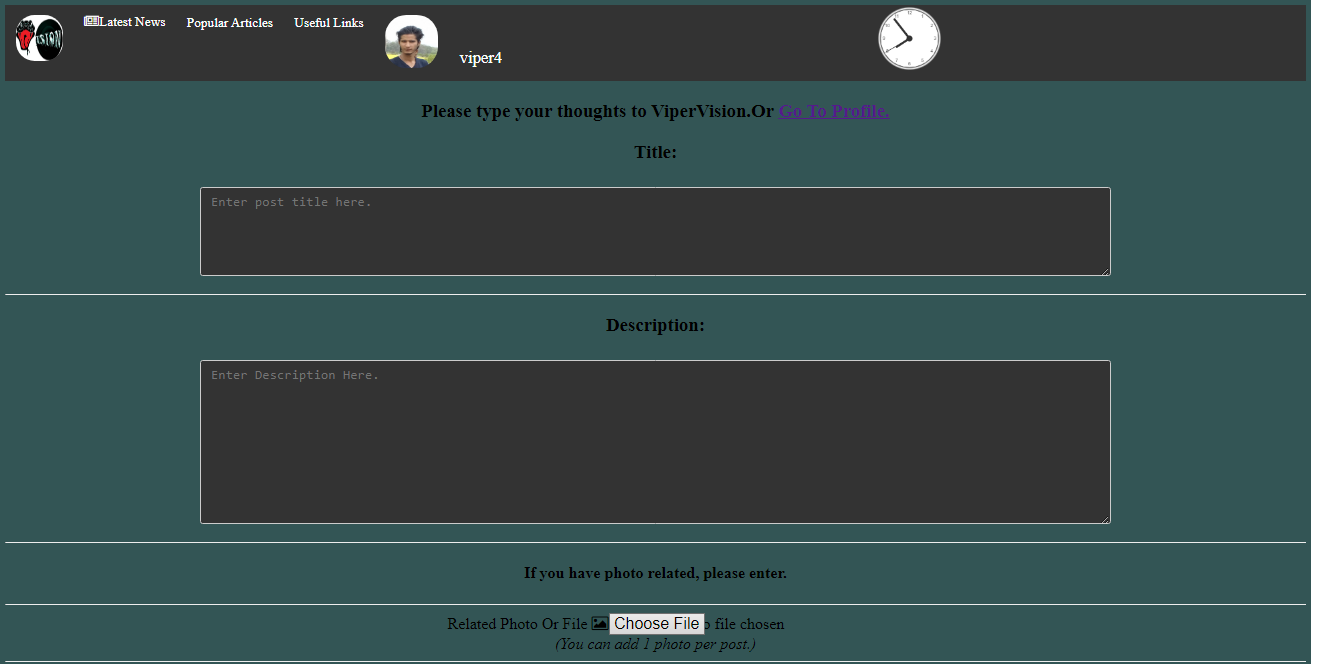 Latest News
Popular Articles
Useful Links
viper4
Please type your thoughts to ViperVision.Or Go To Profile.
Title:
Enter post title here.
Description:
Enter Description Here.
If you have photo related, please enter.
Related Photo Or File Choose File file chosen
(You can add 1 photo per post.)